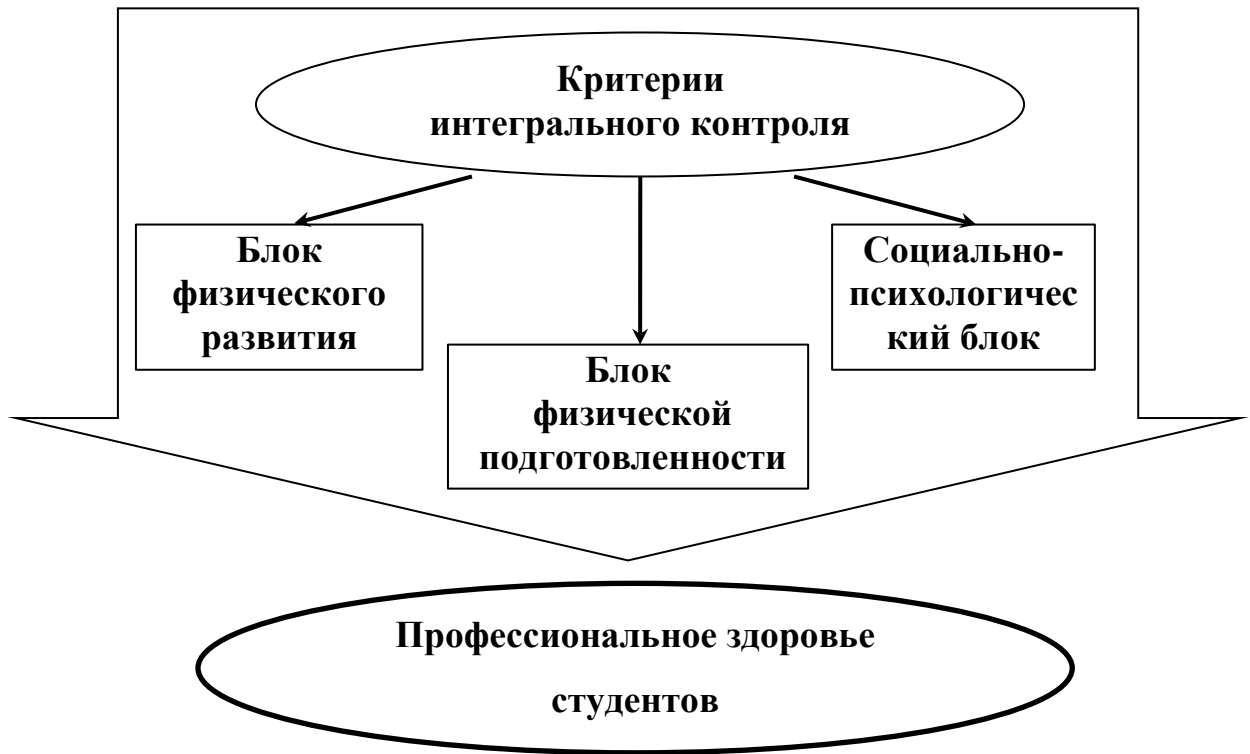 Критерии
интегрального контроля
Блок
физического
развития
Социально-
психологичес
кий блок
Блок
физической
подготовленности
Профессиональное здоровье
студентов